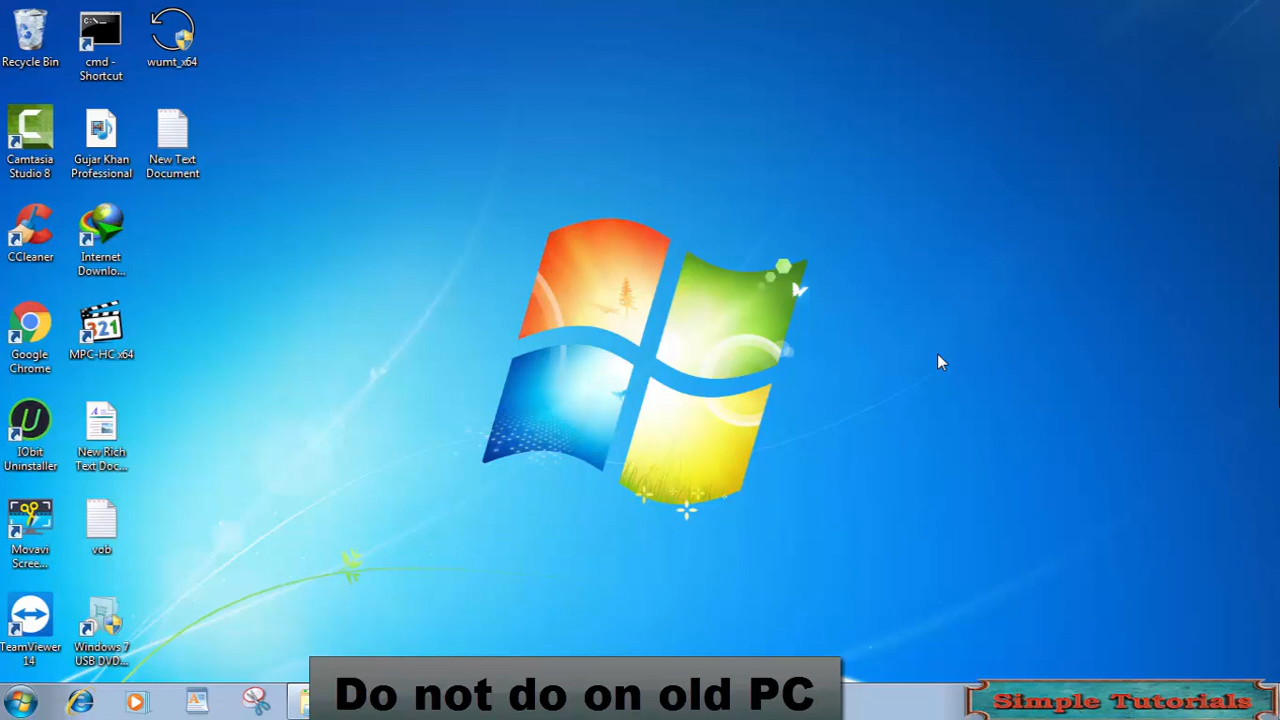 Recycle Bin
cmd -
Shortcut
wumt_x64
Camtasia
Studio 8
Gujar Khan
Professional
New Text
Document
CCleaner
Internet
Downlo...
Google
Chrome
321
MPC-HC x64
IObit
Uninstaller
New Rich
Text Doc...
Movavi
Scree...
vob
TeamViewer
14
Windows 7
USB DVD...
Do not do on old PC
Simple Tutorials